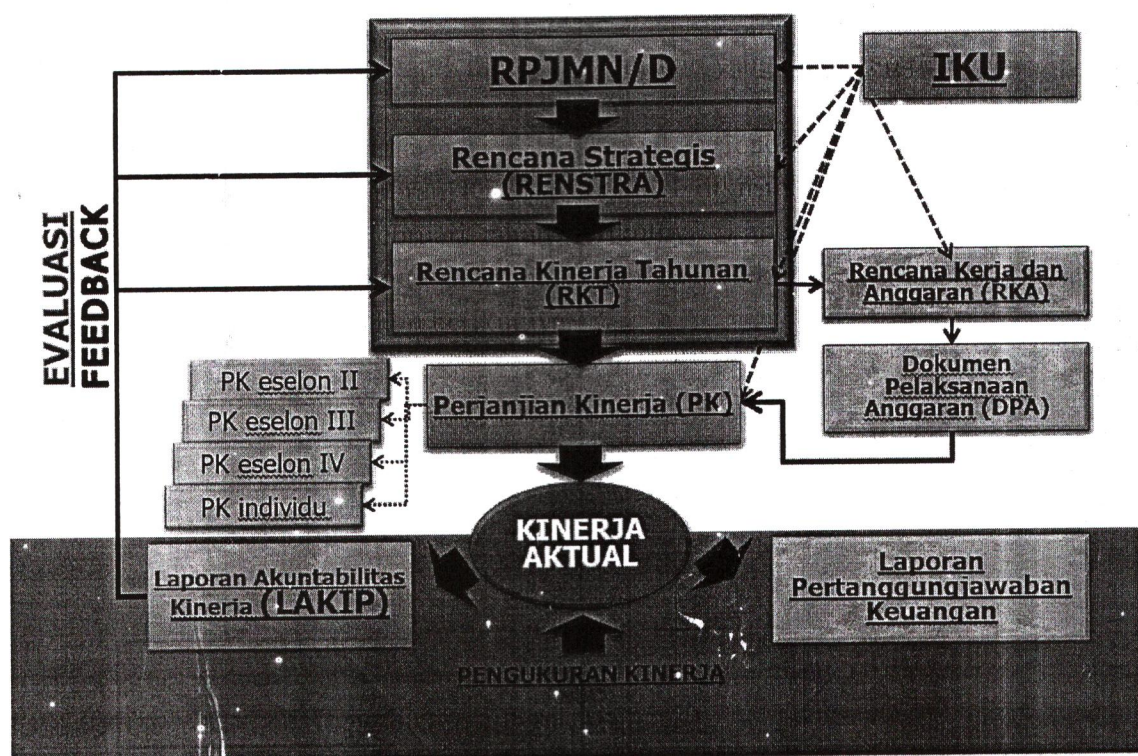 RPJMN/D
IKU
Rencana Strategis
(RENSTRA)
Rencana Kinerja Tahunan
(RKT)
Rencana Kerja dan
Anggaran (RKA)
EVALUASI
FEEDBACK
Dokumen
Pelaksanaan
Anggaran (DPA)
Perjanjian Kinerja (PK)
PK eselon II
PK eselon III
PK eselon IV
PK individu
KINERJA
AKTUAL
Laporan Akuntabilitas
Kinerja (LAKIP)
Laporan
Pertanggungjawaban
Keuangan
PENGUKURAN KINERJA